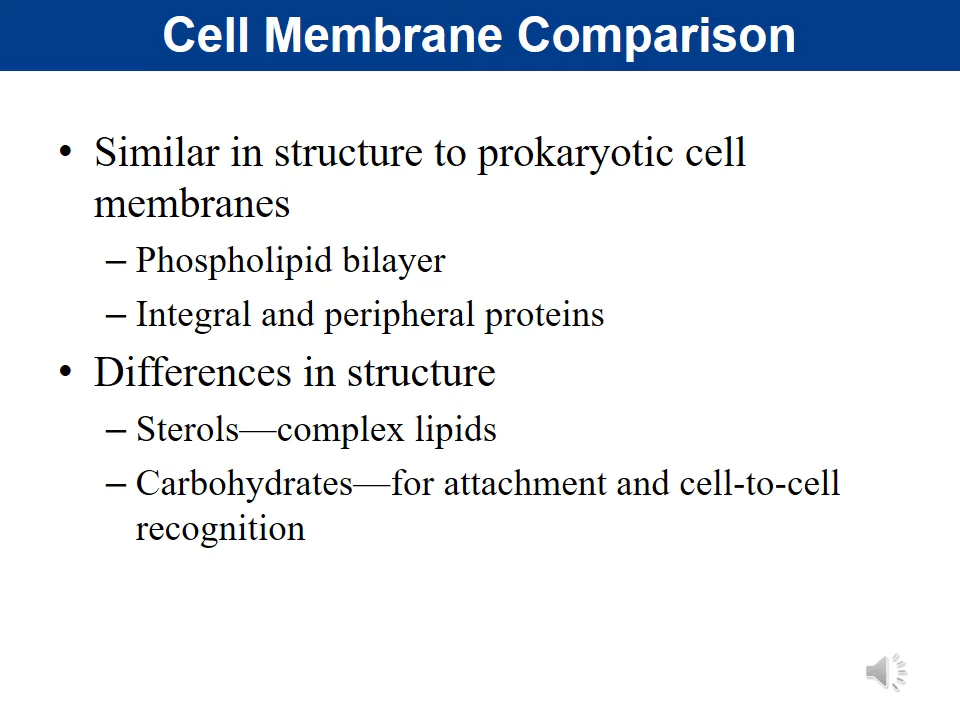 Cell Membrane Comparison
• Similar in structure to prokaryotic cell
membranes
– Phospholipid bilayer
– Integral and peripheral proteins
• Differences in structure
– Sterols—complex lipids
– Carbohydrates—for attachment and cell-to-cell
recognition